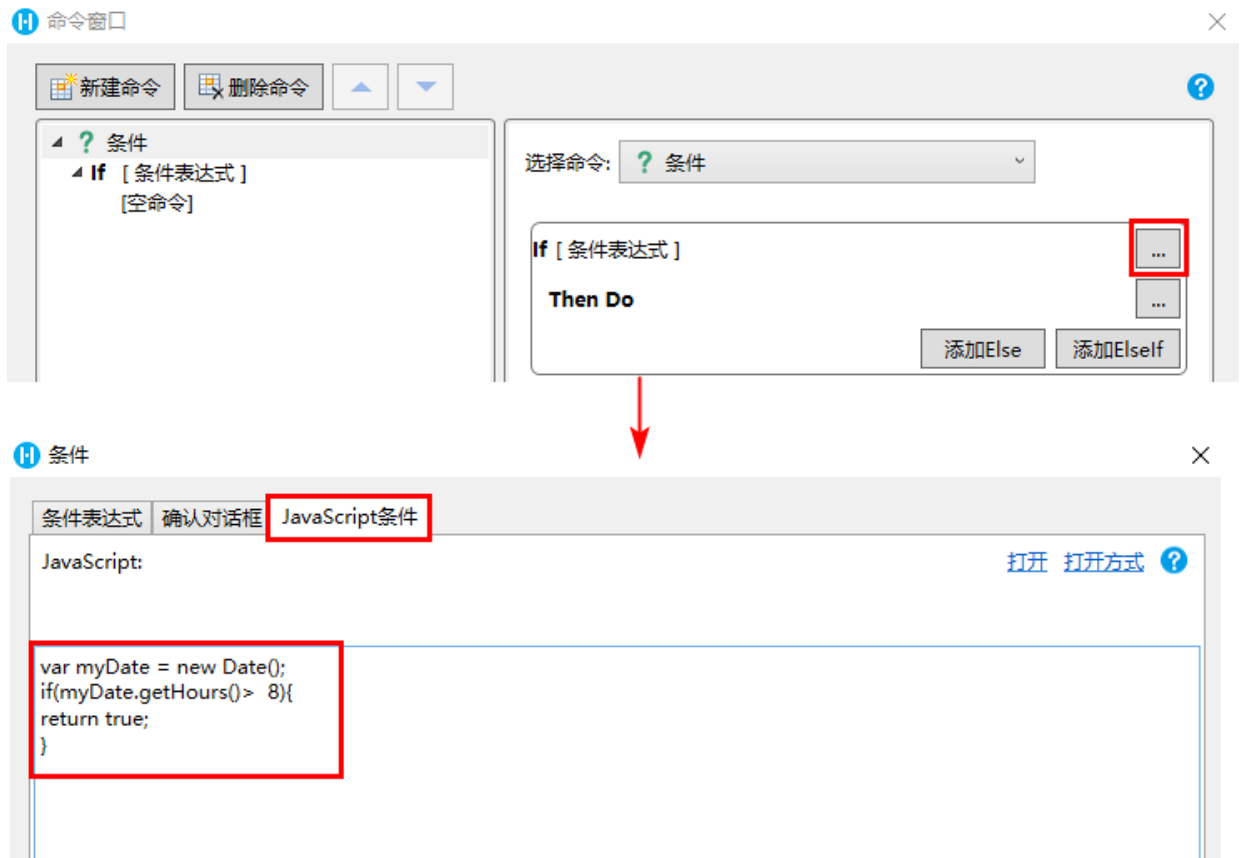 命令窗口
新建命令 删除命令
条件
If [ 条件表达式 ]
[空命令]
选择命令: ? 条件
If [ 条件表达式 ] ...
Then Do ...
添加Else 添加ElseIf
条件
条件表达式 确认对话框 JavaScript条件
JavaScript: 打开 打开方式
var myDate = new Date();
if(myDate.getHours()> 8){
return true;
}